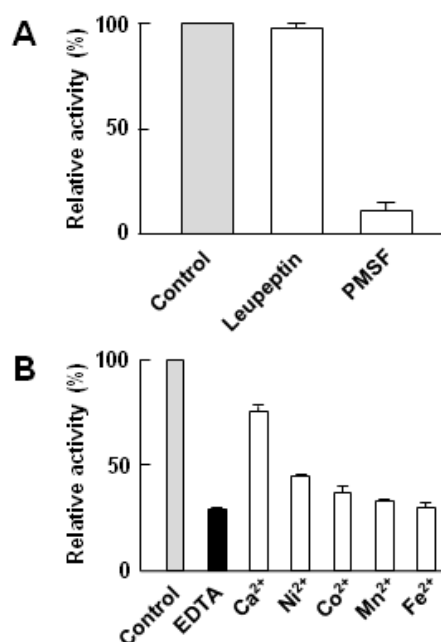 A
Relative activity (%)
100
50
0
Control
Leupeptin
PMSF
B
Relative activity (%)
100
50
0
Control
EDTA
Ca²⁺
Ni²⁺
Co²⁺
Mn²⁺
Fe²⁺